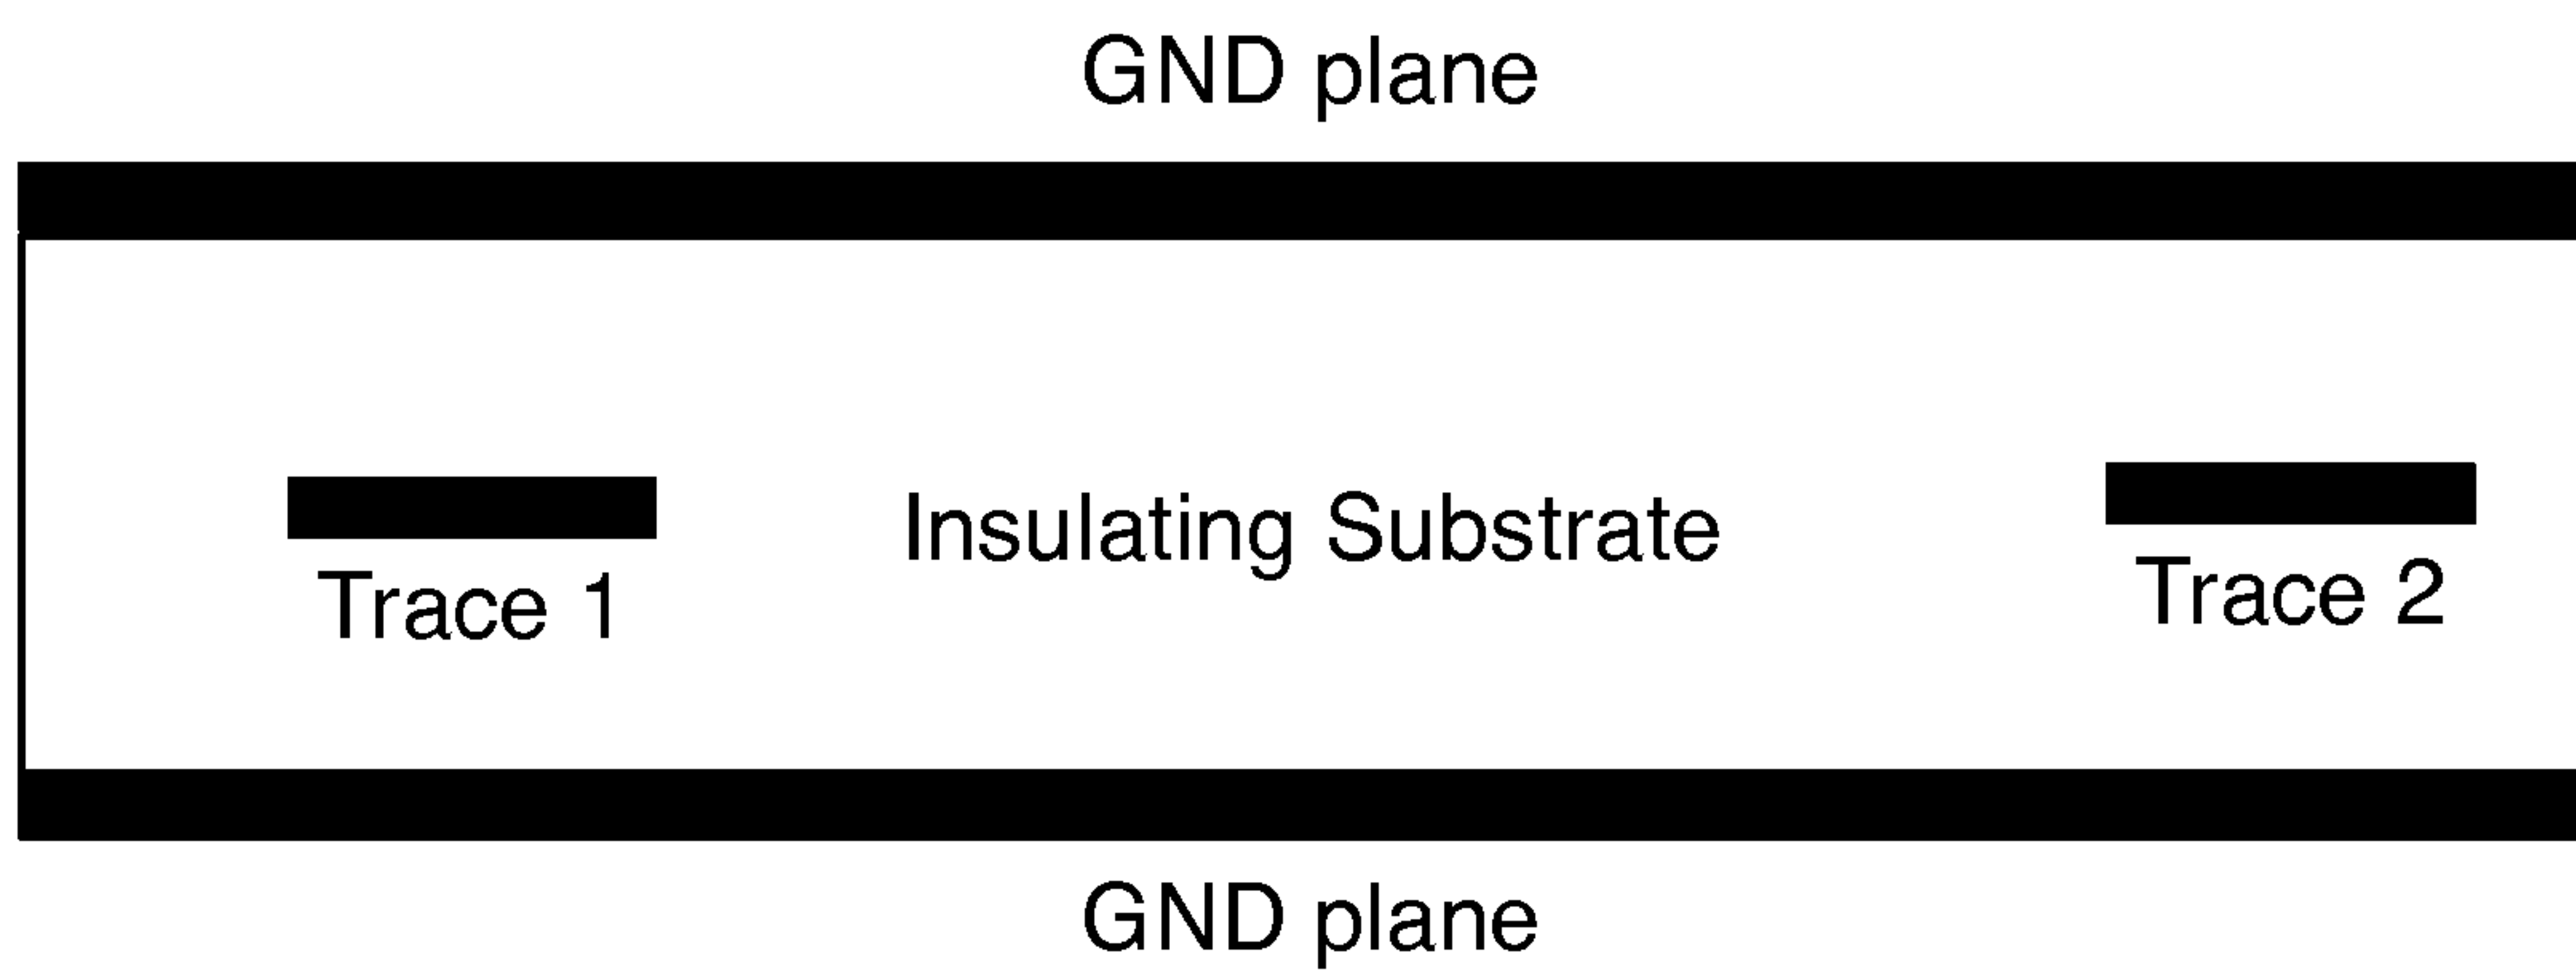 GND plane
Insulating Substrate
Trace 1
Trace 2
GND plane